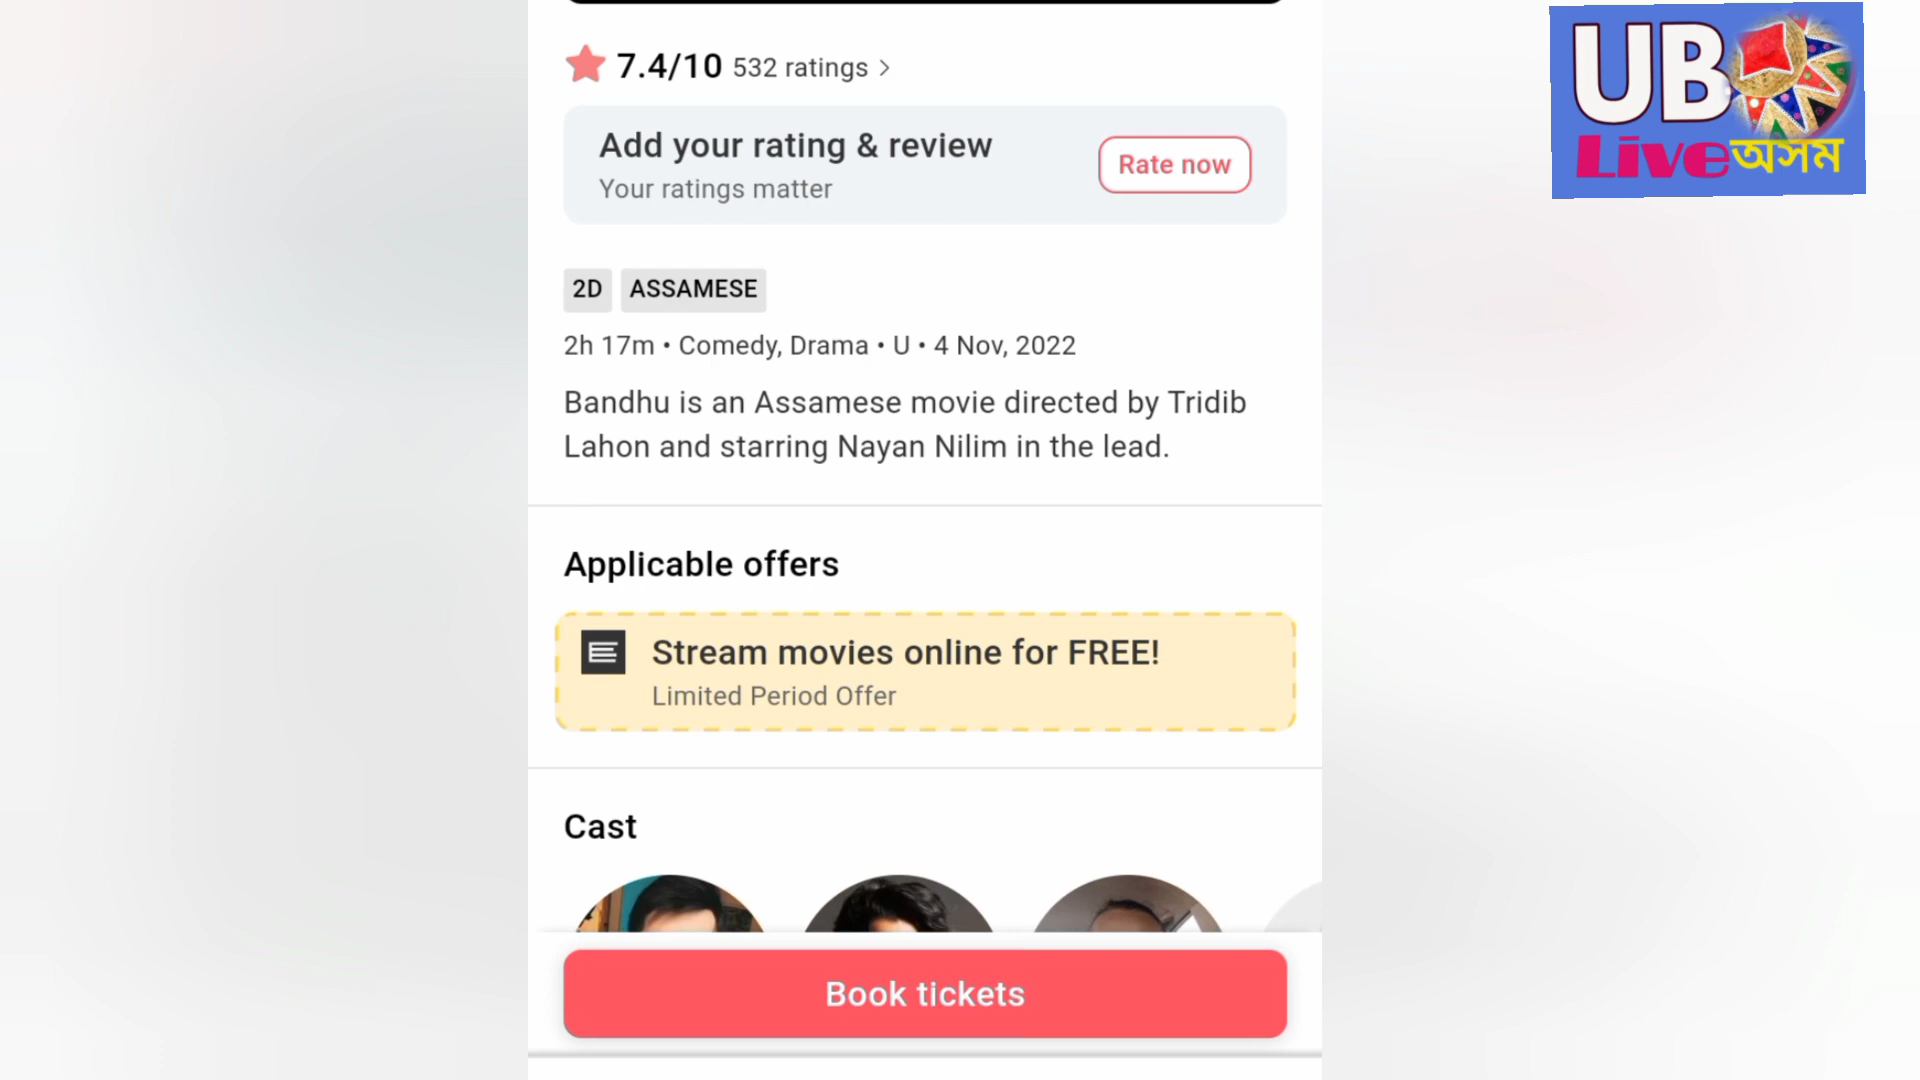 7.4/10 532 ratings >
Add your rating & review
Your ratings matter
Rate now
2D ASSAMESE
2h 17m • Comedy, Drama • U • 4 Nov, 2022
Bandhu is an Assamese movie directed by Tridib
Lahon and starring Nayan Nilim in the lead.
Applicable offers
Stream movies online for FREE!
Limited Period Offer
Cast
Book tickets
UB
Live অসম